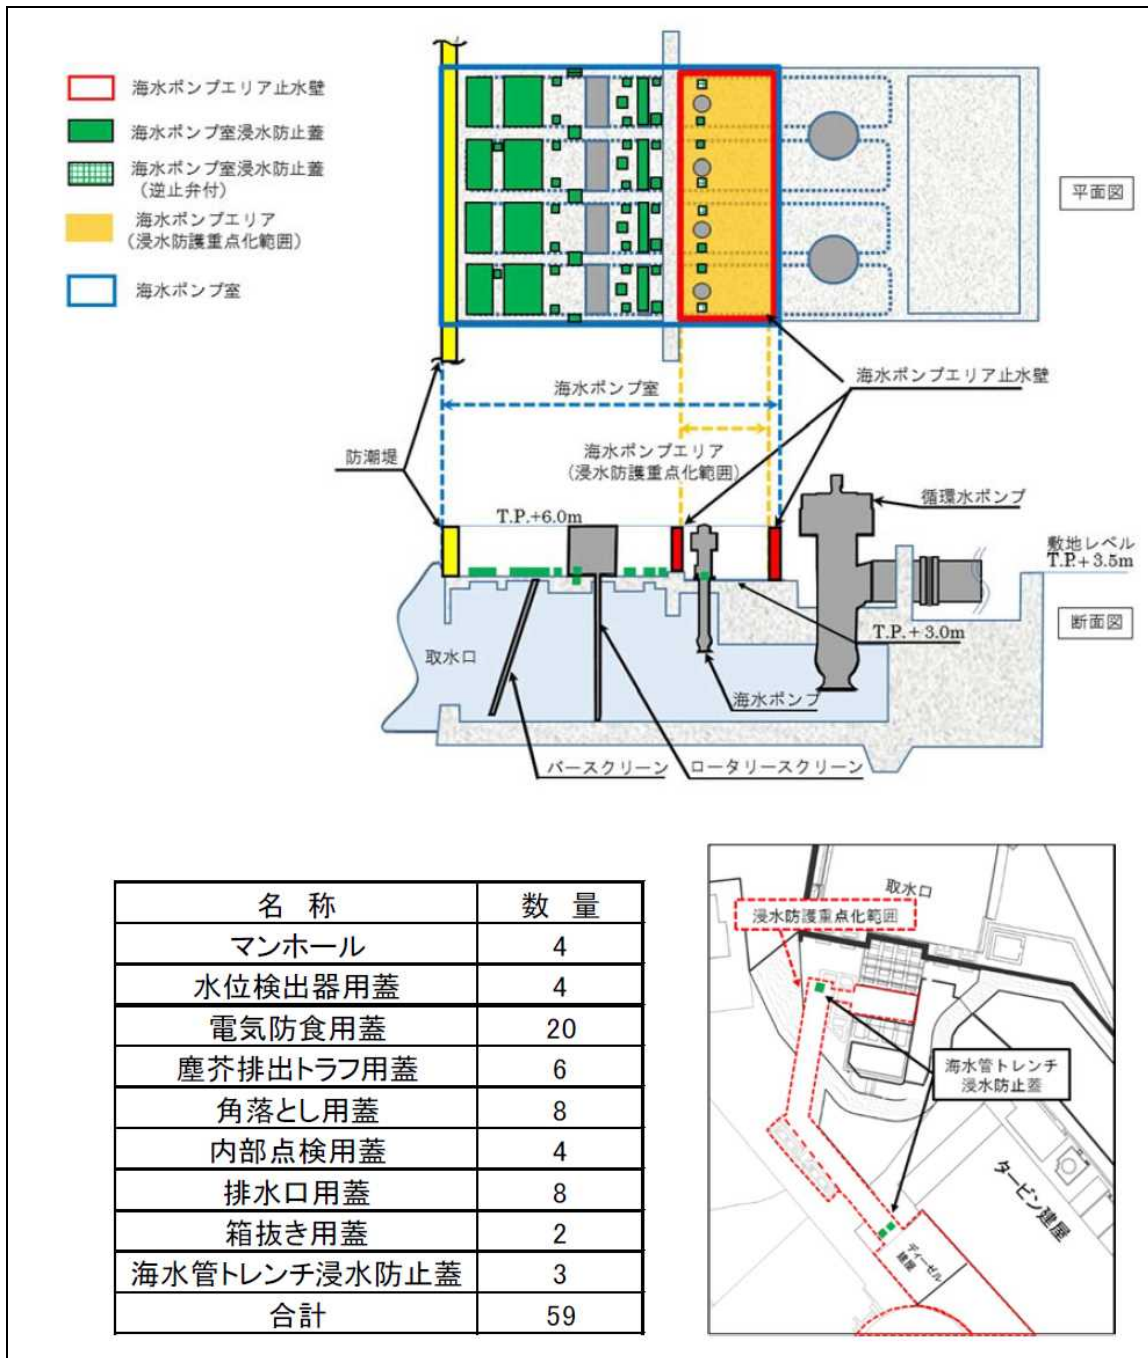 海水ポンプエリア止水壁
海水ポンプ室浸水防止蓋
海水ポンプ室浸水防止蓋
(逆止弁付)
海水ポンプエリア
(浸水防護重点化範囲)
海水ポンプ室
平面図
海水ポンプ室
海水ポンプエリア止水壁
海水ポンプエリア
(浸水防護重点化範囲)
防潮堤
循環水ポンプ
T.P.+6.0m
敷地レベル
T.P.+3.5m
断面図
T.P.+3.0m
取水口
海水ポンプ
バースクリーン
ロータリースクリーン
名 称 数 量
マンホール 4
水位検出器用蓋 4
電気防食用蓋 20
塵芥排出トラフ用蓋 6
角落とし用蓋 8
内部点検用蓋 4
排水口用蓋 8
箱抜き用蓋 2
海水管トレンチ浸水防止蓋 3
合計 59
取水口
浸水防護重点化範囲
海水管トレンチ
浸水防止蓋
タービン建屋
ディーゼル
建屋